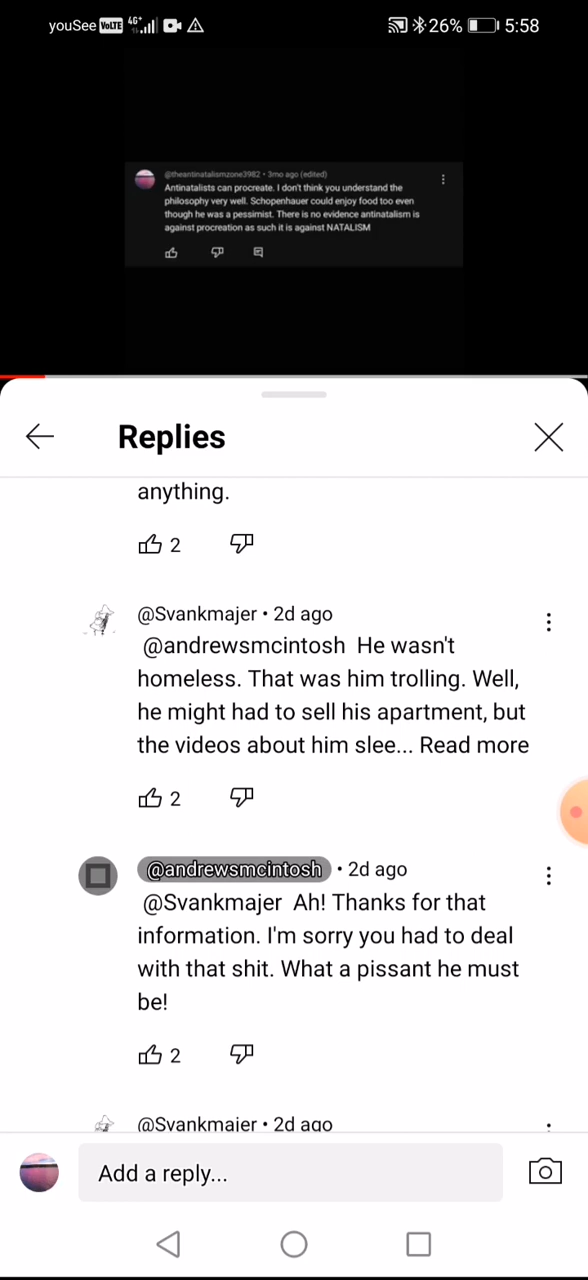 youSee VoLTE 4G+ 26% 5:58
@theantinatalismzone3982 • 3mo ago (edited)
Antinatalists can procreate. I don't think you understand the
philosophy very well. Schopenhauer could enjoy food too even
though he was a pessimist. There is no evidence antinatalism is
against procreation as such it is against NATALISM
Replies
anything.
2
@Svankmajer • 2d ago
@andrewsmcintosh He wasn't
homeless. That was him trolling. Well,
he might had to sell his apartment, but
the videos about him slee... Read more
2
@andrewsmcintosh • 2d ago
@Svankmajer Ah! Thanks for that
information. I'm sorry you had to deal
with that shit. What a pissant he must
be!
2
@Svankmajer • 2d ago
Add a reply...